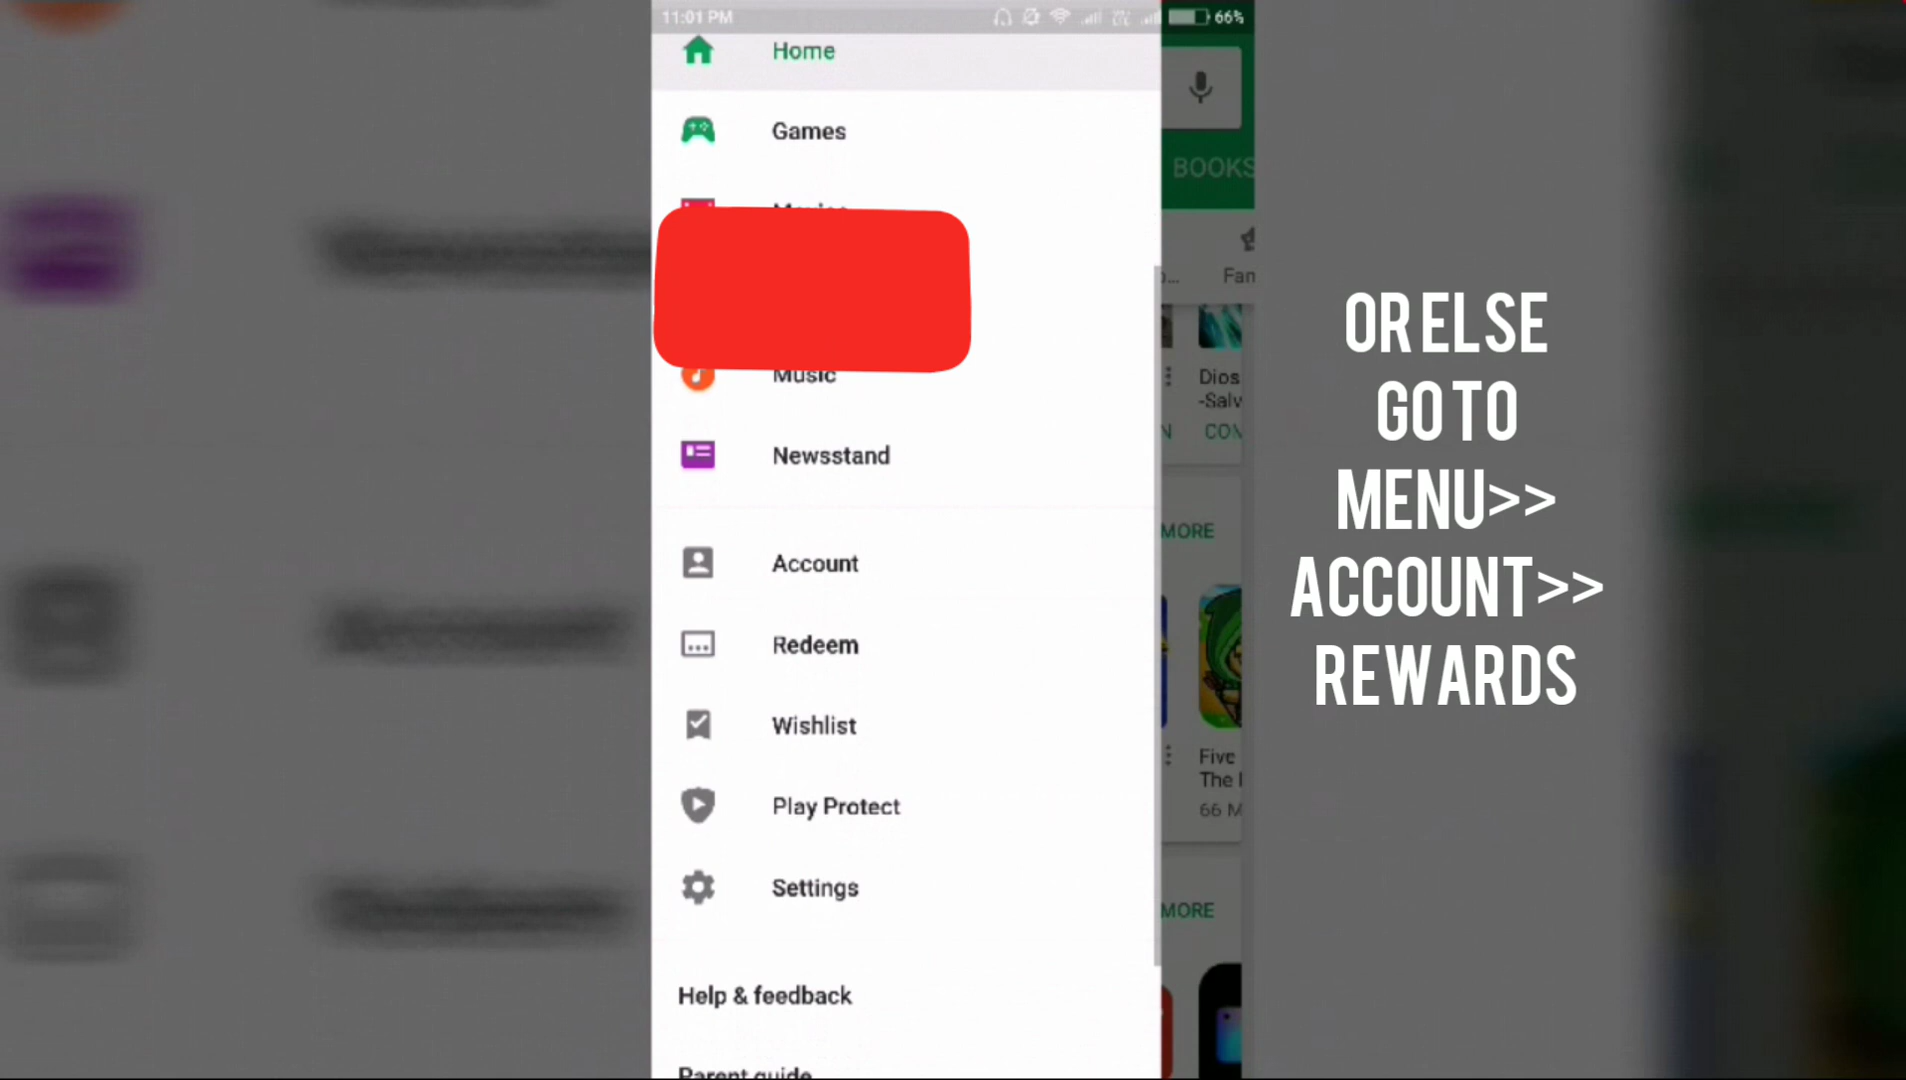 11:01 PM
66%
Home
Games
Movies
Music
Newsstand
Account
Redeem
Wishlist
Play Protect
Settings
Help & feedback
Parent guide
BOOKS
Fam
Dios
-Salv
CON
MORE
Five
The
66 M
MORE
OR ELSE
GO TO
MENU>>
ACCOUNT>>
REWARDS